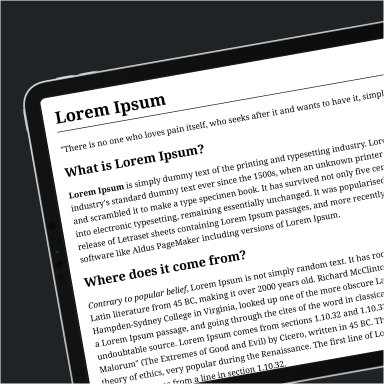 Lorem Ipsum
"There is no one who loves pain itself, who seeks after it and wants to have it, simpl
What is Lorem Ipsum?
Lorem Ipsum is simply dummy text of the printing and typesetting industry. Lore
industry's standard dummy text ever since the 1500s, when an unknown printer
and scrambled it to make a type specimen book. It has survived not only five cen
into electronic typesetting, remaining essentially unchanged. It was popularised
release of Letraset sheets containing Lorem Ipsum passages, and more recently
software like Aldus PageMaker including versions of Lorem Ipsum.
Where does it come from?
Contrary to popular belief, Lorem Ipsum is not simply random text. It has roo
Latin literature from 45 BC, making it over 2000 years old. Richard McClinto
Hampden-Sydney College in Virginia, looked up one of the more obscure La
a Lorem Ipsum passage, and going through the cites of the word in classica
undoubtable source. Lorem Ipsum comes from sections 1.10.32 and 1.10.3
Malorum" (The Extremes of Good and Evil) by Cicero, written in 45 BC. Th
theory of ethics, very popular during the Renaissance. The first line of Lo
es from a line in section 1.10.32.